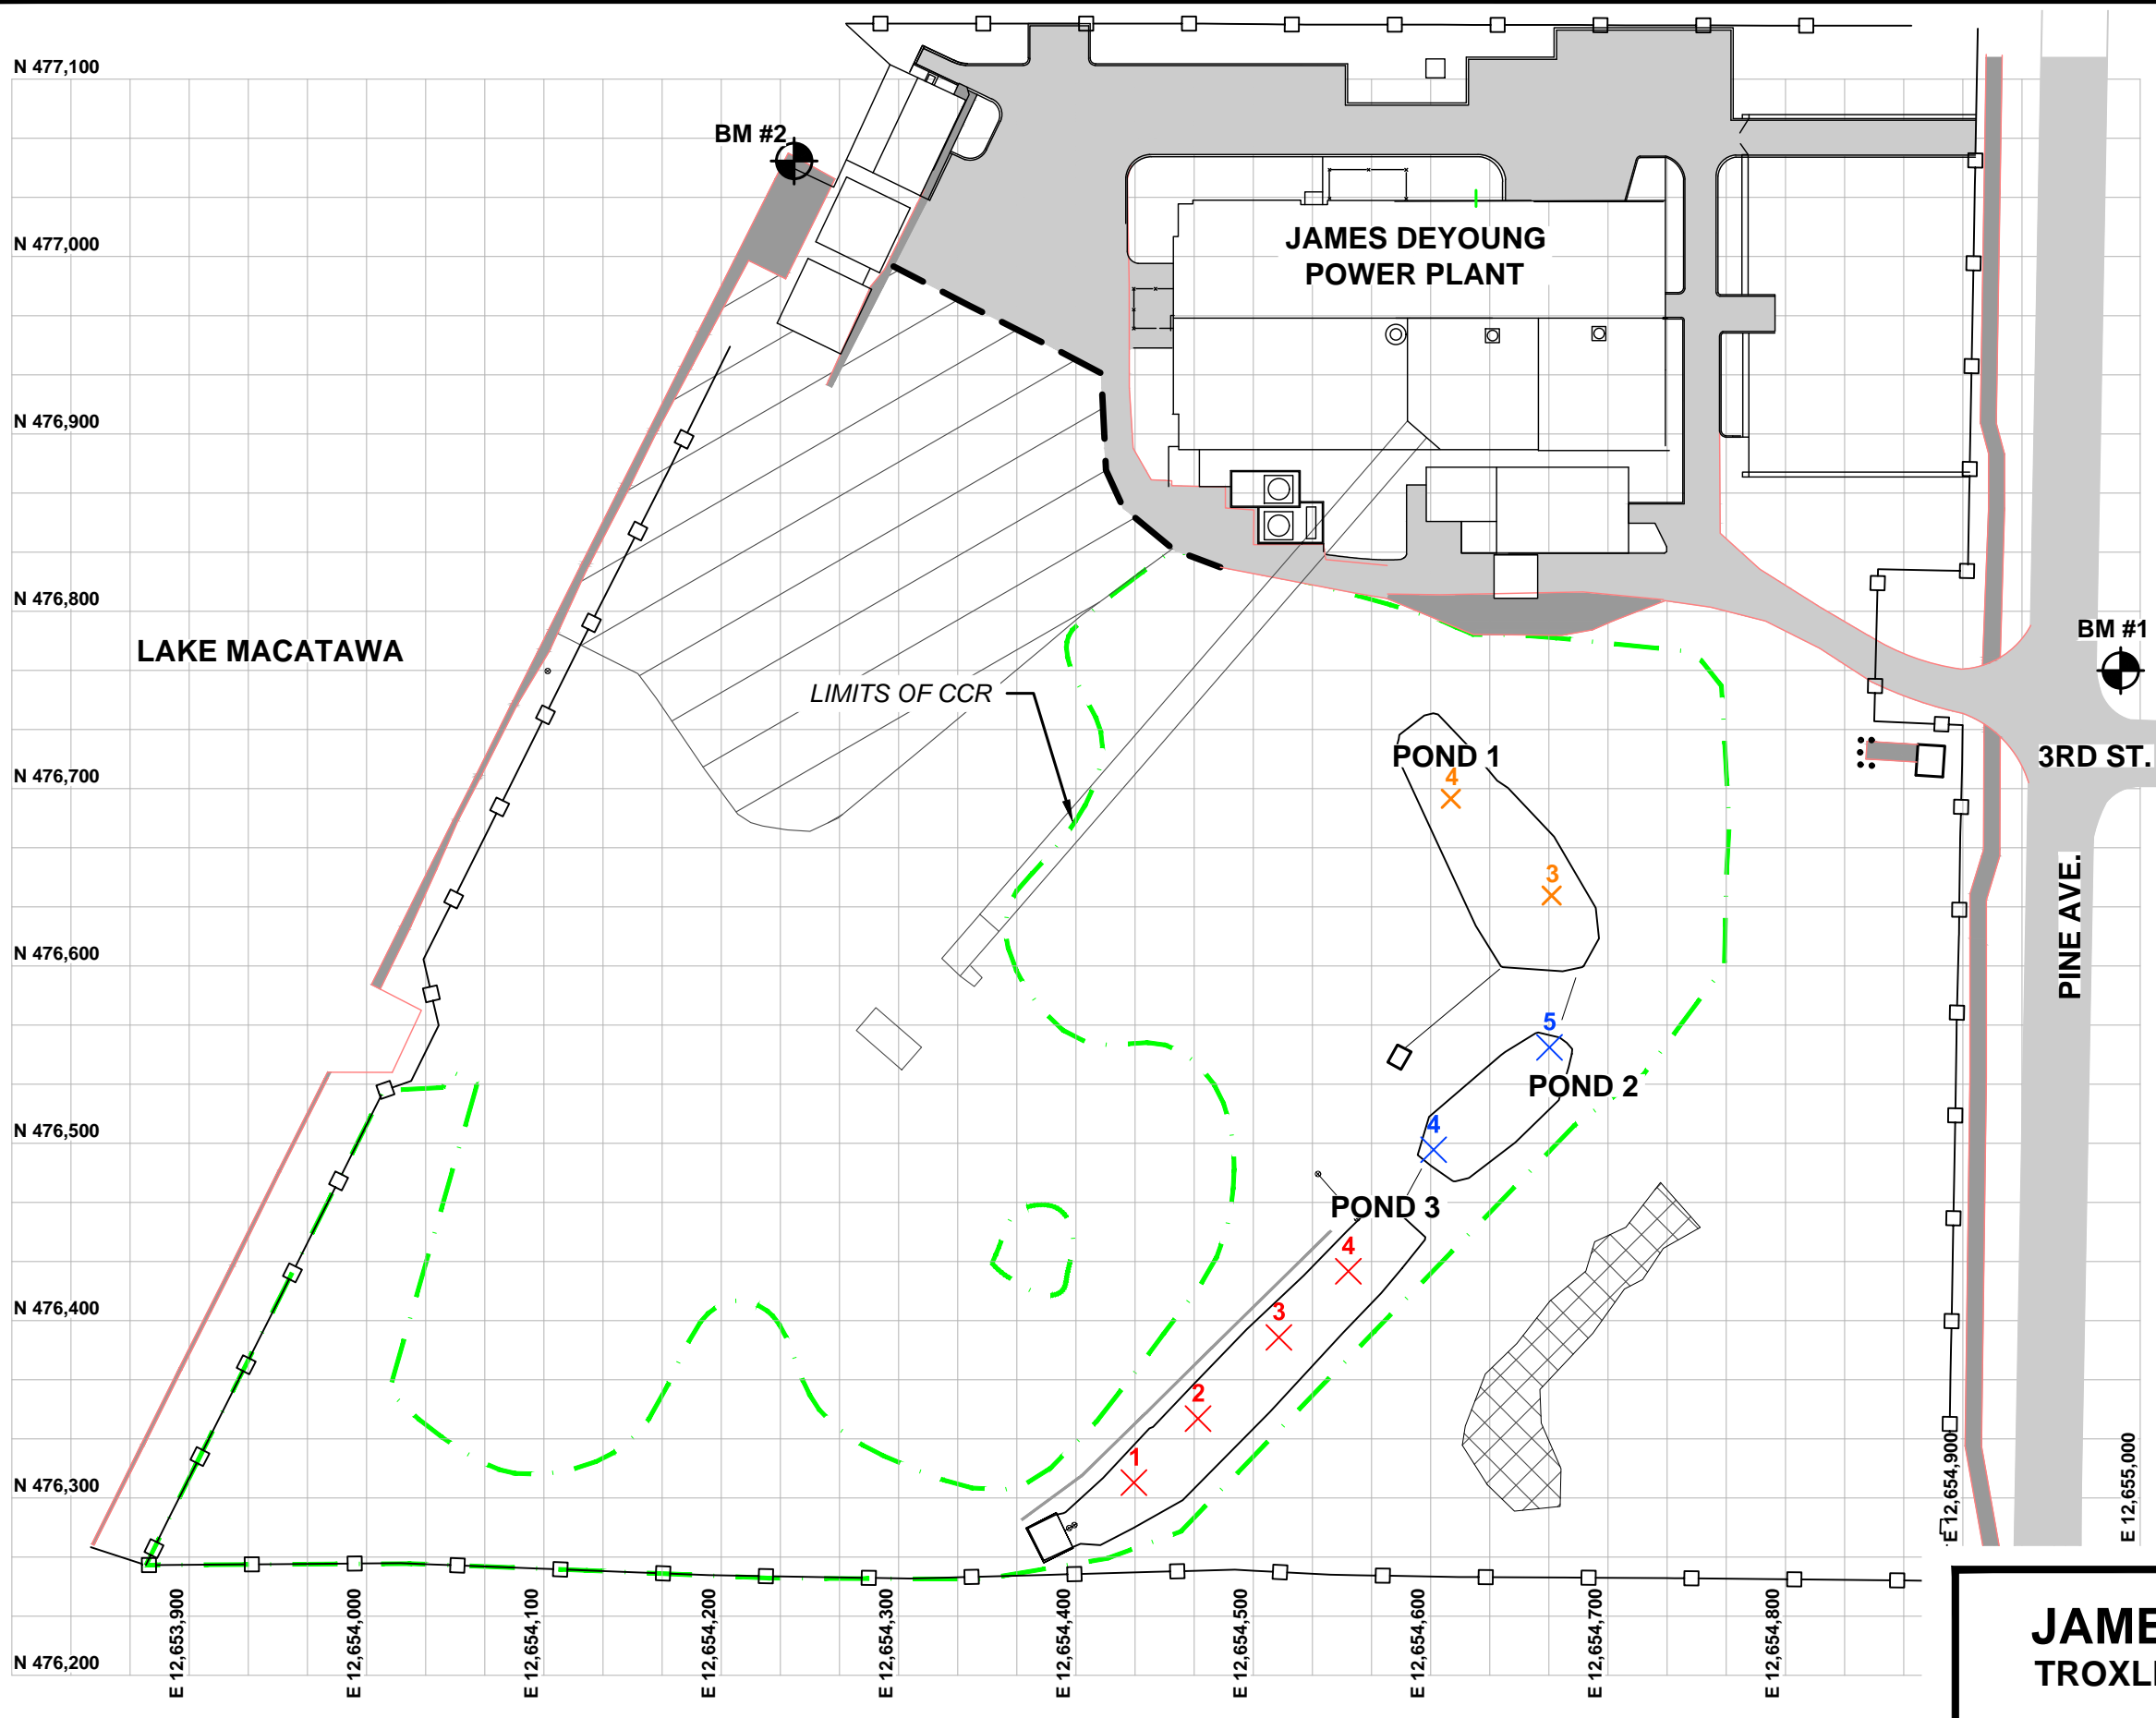 N 477,100
BM #2
N 477,000
JAMES DEYOUNG
POWER PLANT
N 476,900
N 476,800
LAKE MACATAWA
BM #1
LIMITS OF CCR
N 476,700
POND 1
4
3RD ST.
3
PINE AVE.
N 476,600
5
POND 2
N 476,500
4
POND 3
4
N 476,400
3
2
1
N 476,300
E 12,654,900
E 12,655,000
N 476,200
E 12,653,900
E 12,654,000
E 12,654,100
E 12,654,200
E 12,654,300
E 12,654,400
E 12,654,500
E 12,654,600
E 12,654,700
E 12,654,800
JAME
TROXL